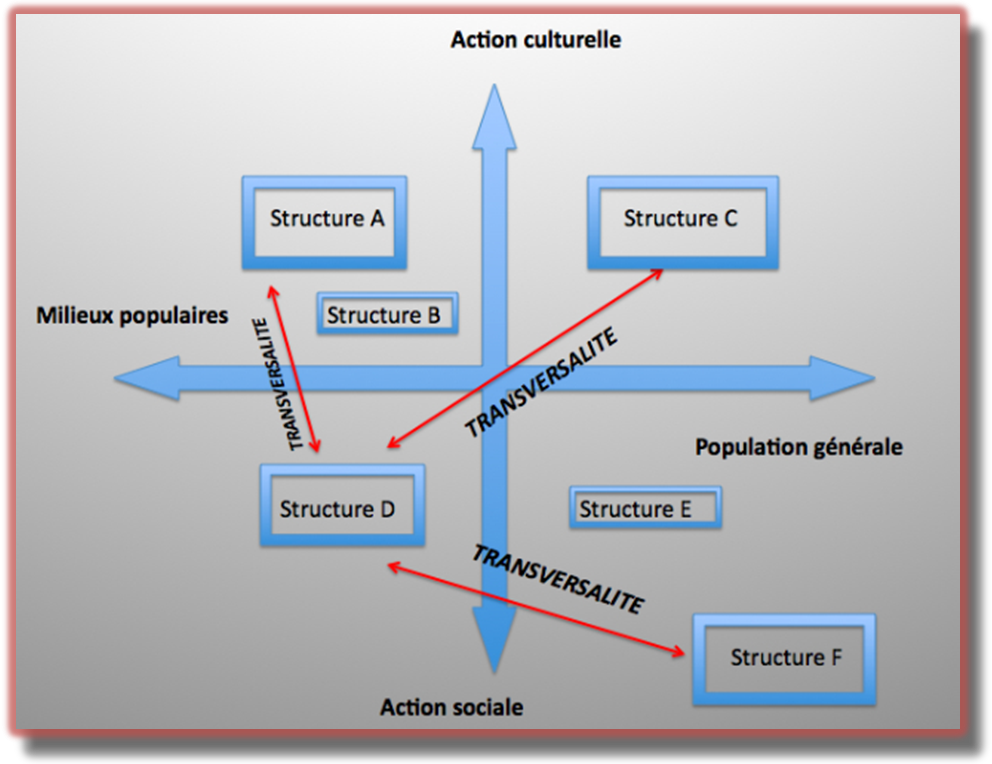 Action culturelle
Structure A
Structure C
Milieux populaires
Structure B
TRANSVERSALITE
TRANSVERSALITE
Population générale
Structure D
Structure E
TRANSVERSALITE
Structure F
Action sociale